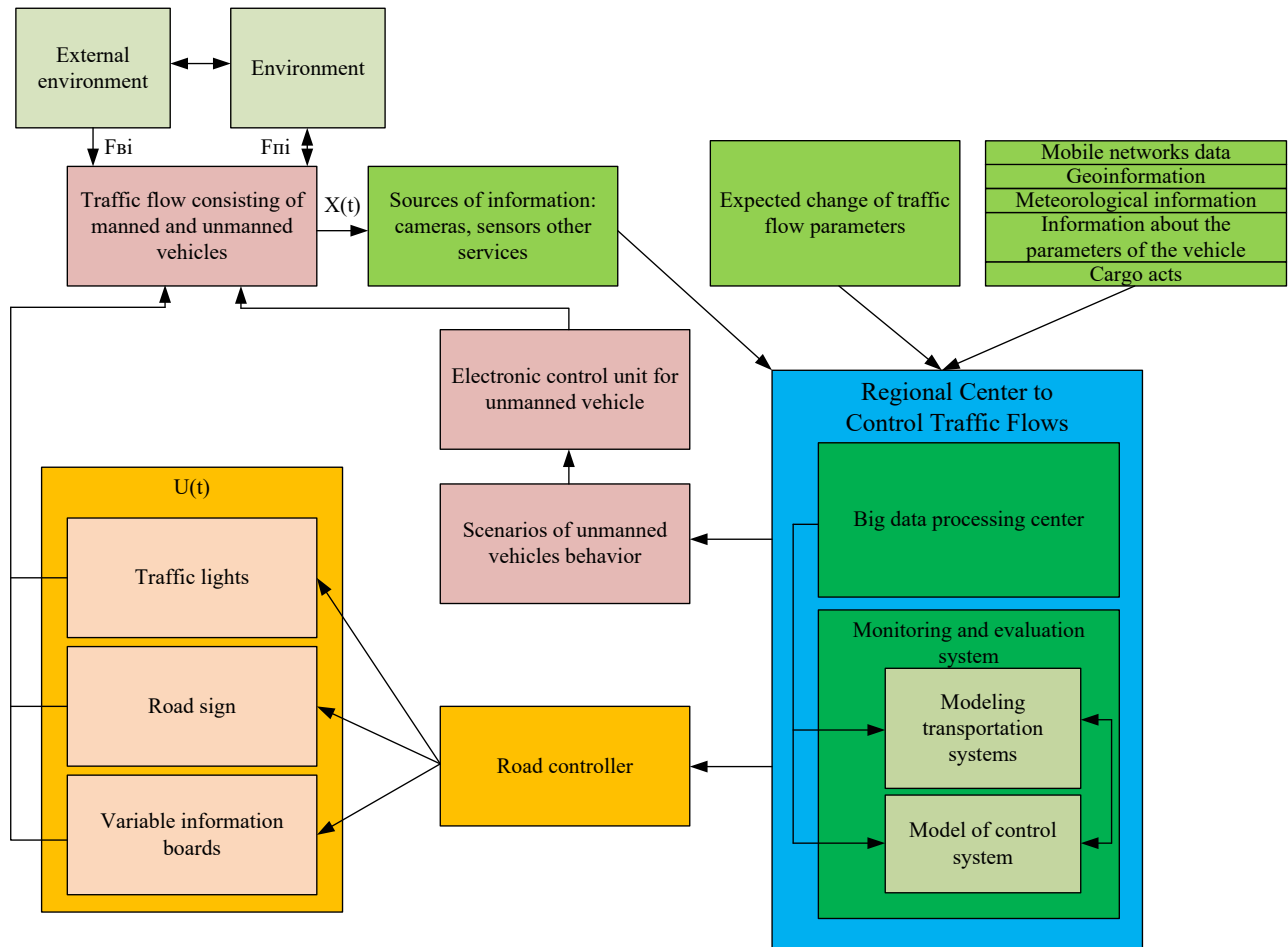 External
environment
Environment
Fвi
Fпi
Traffic flow consisting of
manned and unmanned
vehicles
X(t)
Sources of information:
cameras, sensors other
services
Expected change of traffic
flow parameters
Mobile networks data
Geoinformation
Meteorological information
Information about the
parameters of the vehicle
Cargo acts
Electronic control unit for
unmanned vehicle
Regional Center to
Control Traffic Flows
U(t)
Scenarios of unmanned
vehicles behavior
Big data processing center
Traffic lights
Monitoring and evaluation
system
Road sign
Modeling
transportation
systems
Road controller
Variable information
boards
Model of control
system